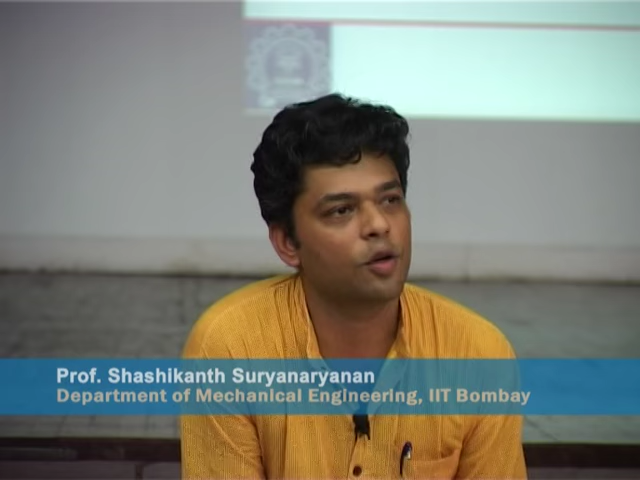 Prof. Shashikanth Suryanaryanan
Department of Mechanical Engineering, IIT Bombay